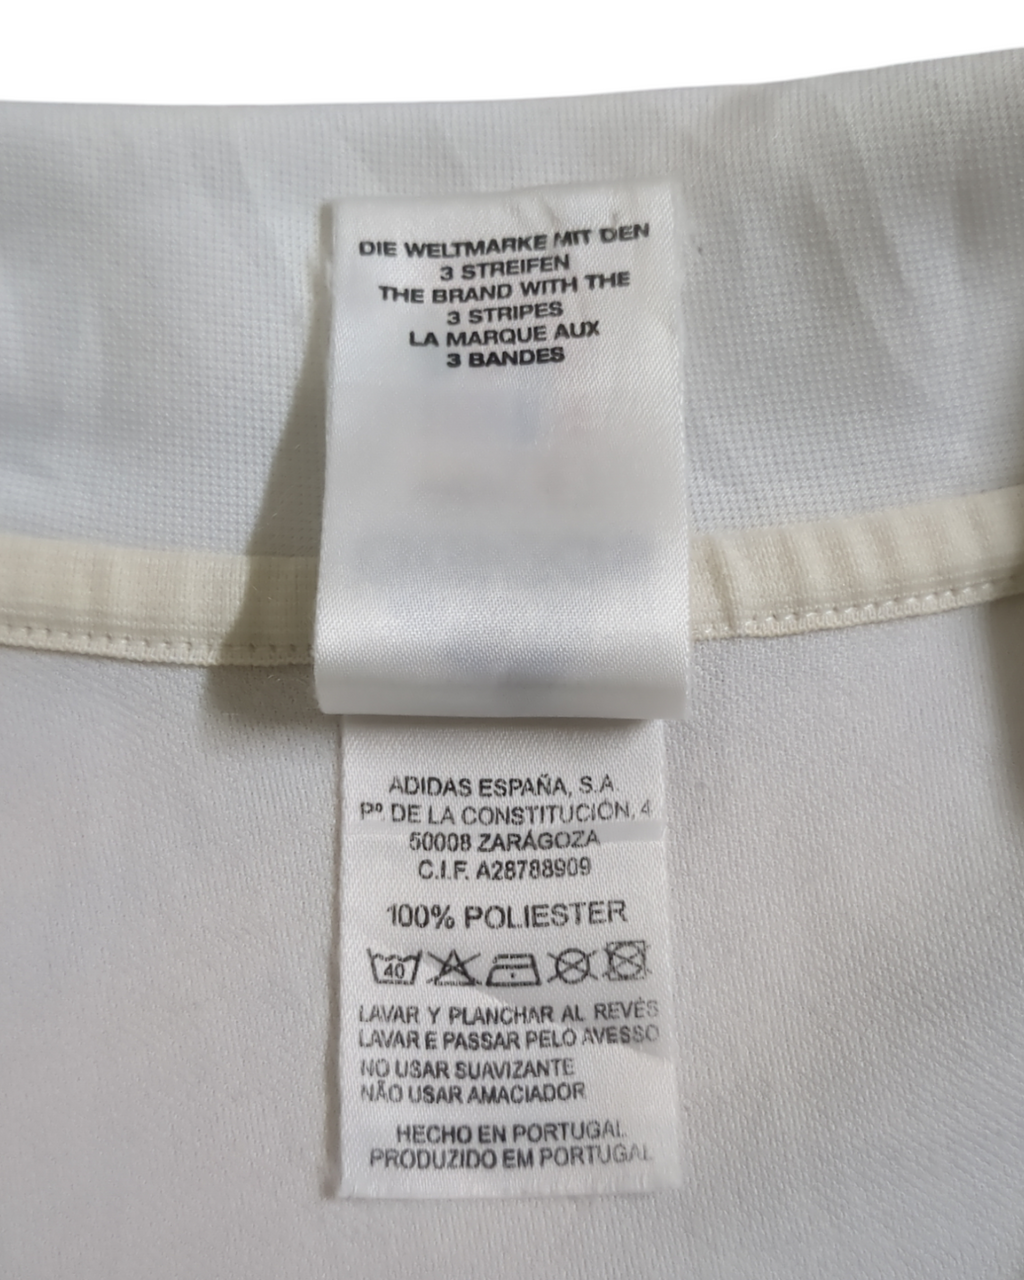 DIE WELTMARKE MIT DEN
3 STREIFEN
THE BRAND WITH THE
3 STRIPES
LA MARQUE AUX
3 BANDES
ADIDAS ESPAÑA, S.A.
Pº DE LA CONSTITUCIÓN, 4
50008 ZARAGOZA
C.I.F. A28788909
100% POLIESTER
40
LAVAR Y PLANCHAR AL REVÉS
LAVAR E PASSAR PELO AVESSO
NO USAR SUAVIZANTE
NÃO USAR AMACIADOR
HECHO EN PORTUGAL
PRODUZIDO EM PORTUGAL